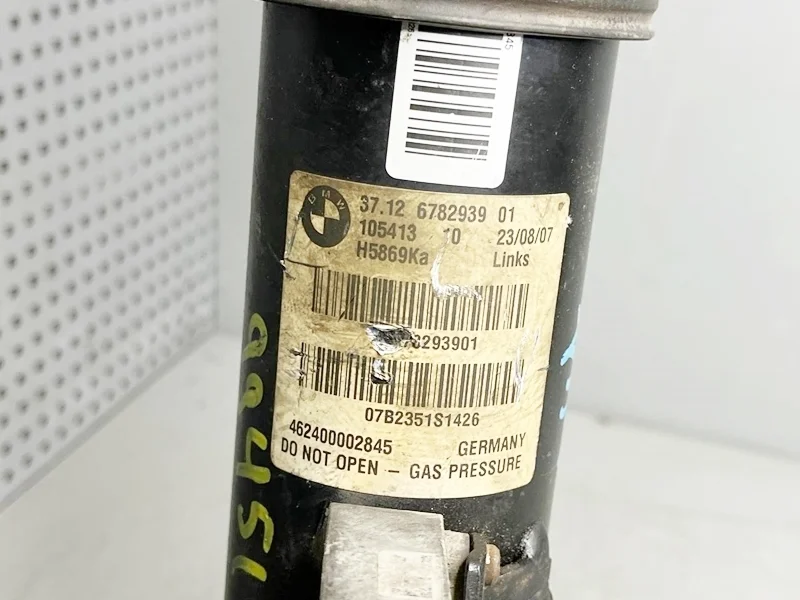 BMW
37.12 6782939 01
105413 10 23/08/07
H5869Ka Links
78293901
07B2351S1426
462400002845 GERMANY
DO NOT OPEN – GAS PRESSURE